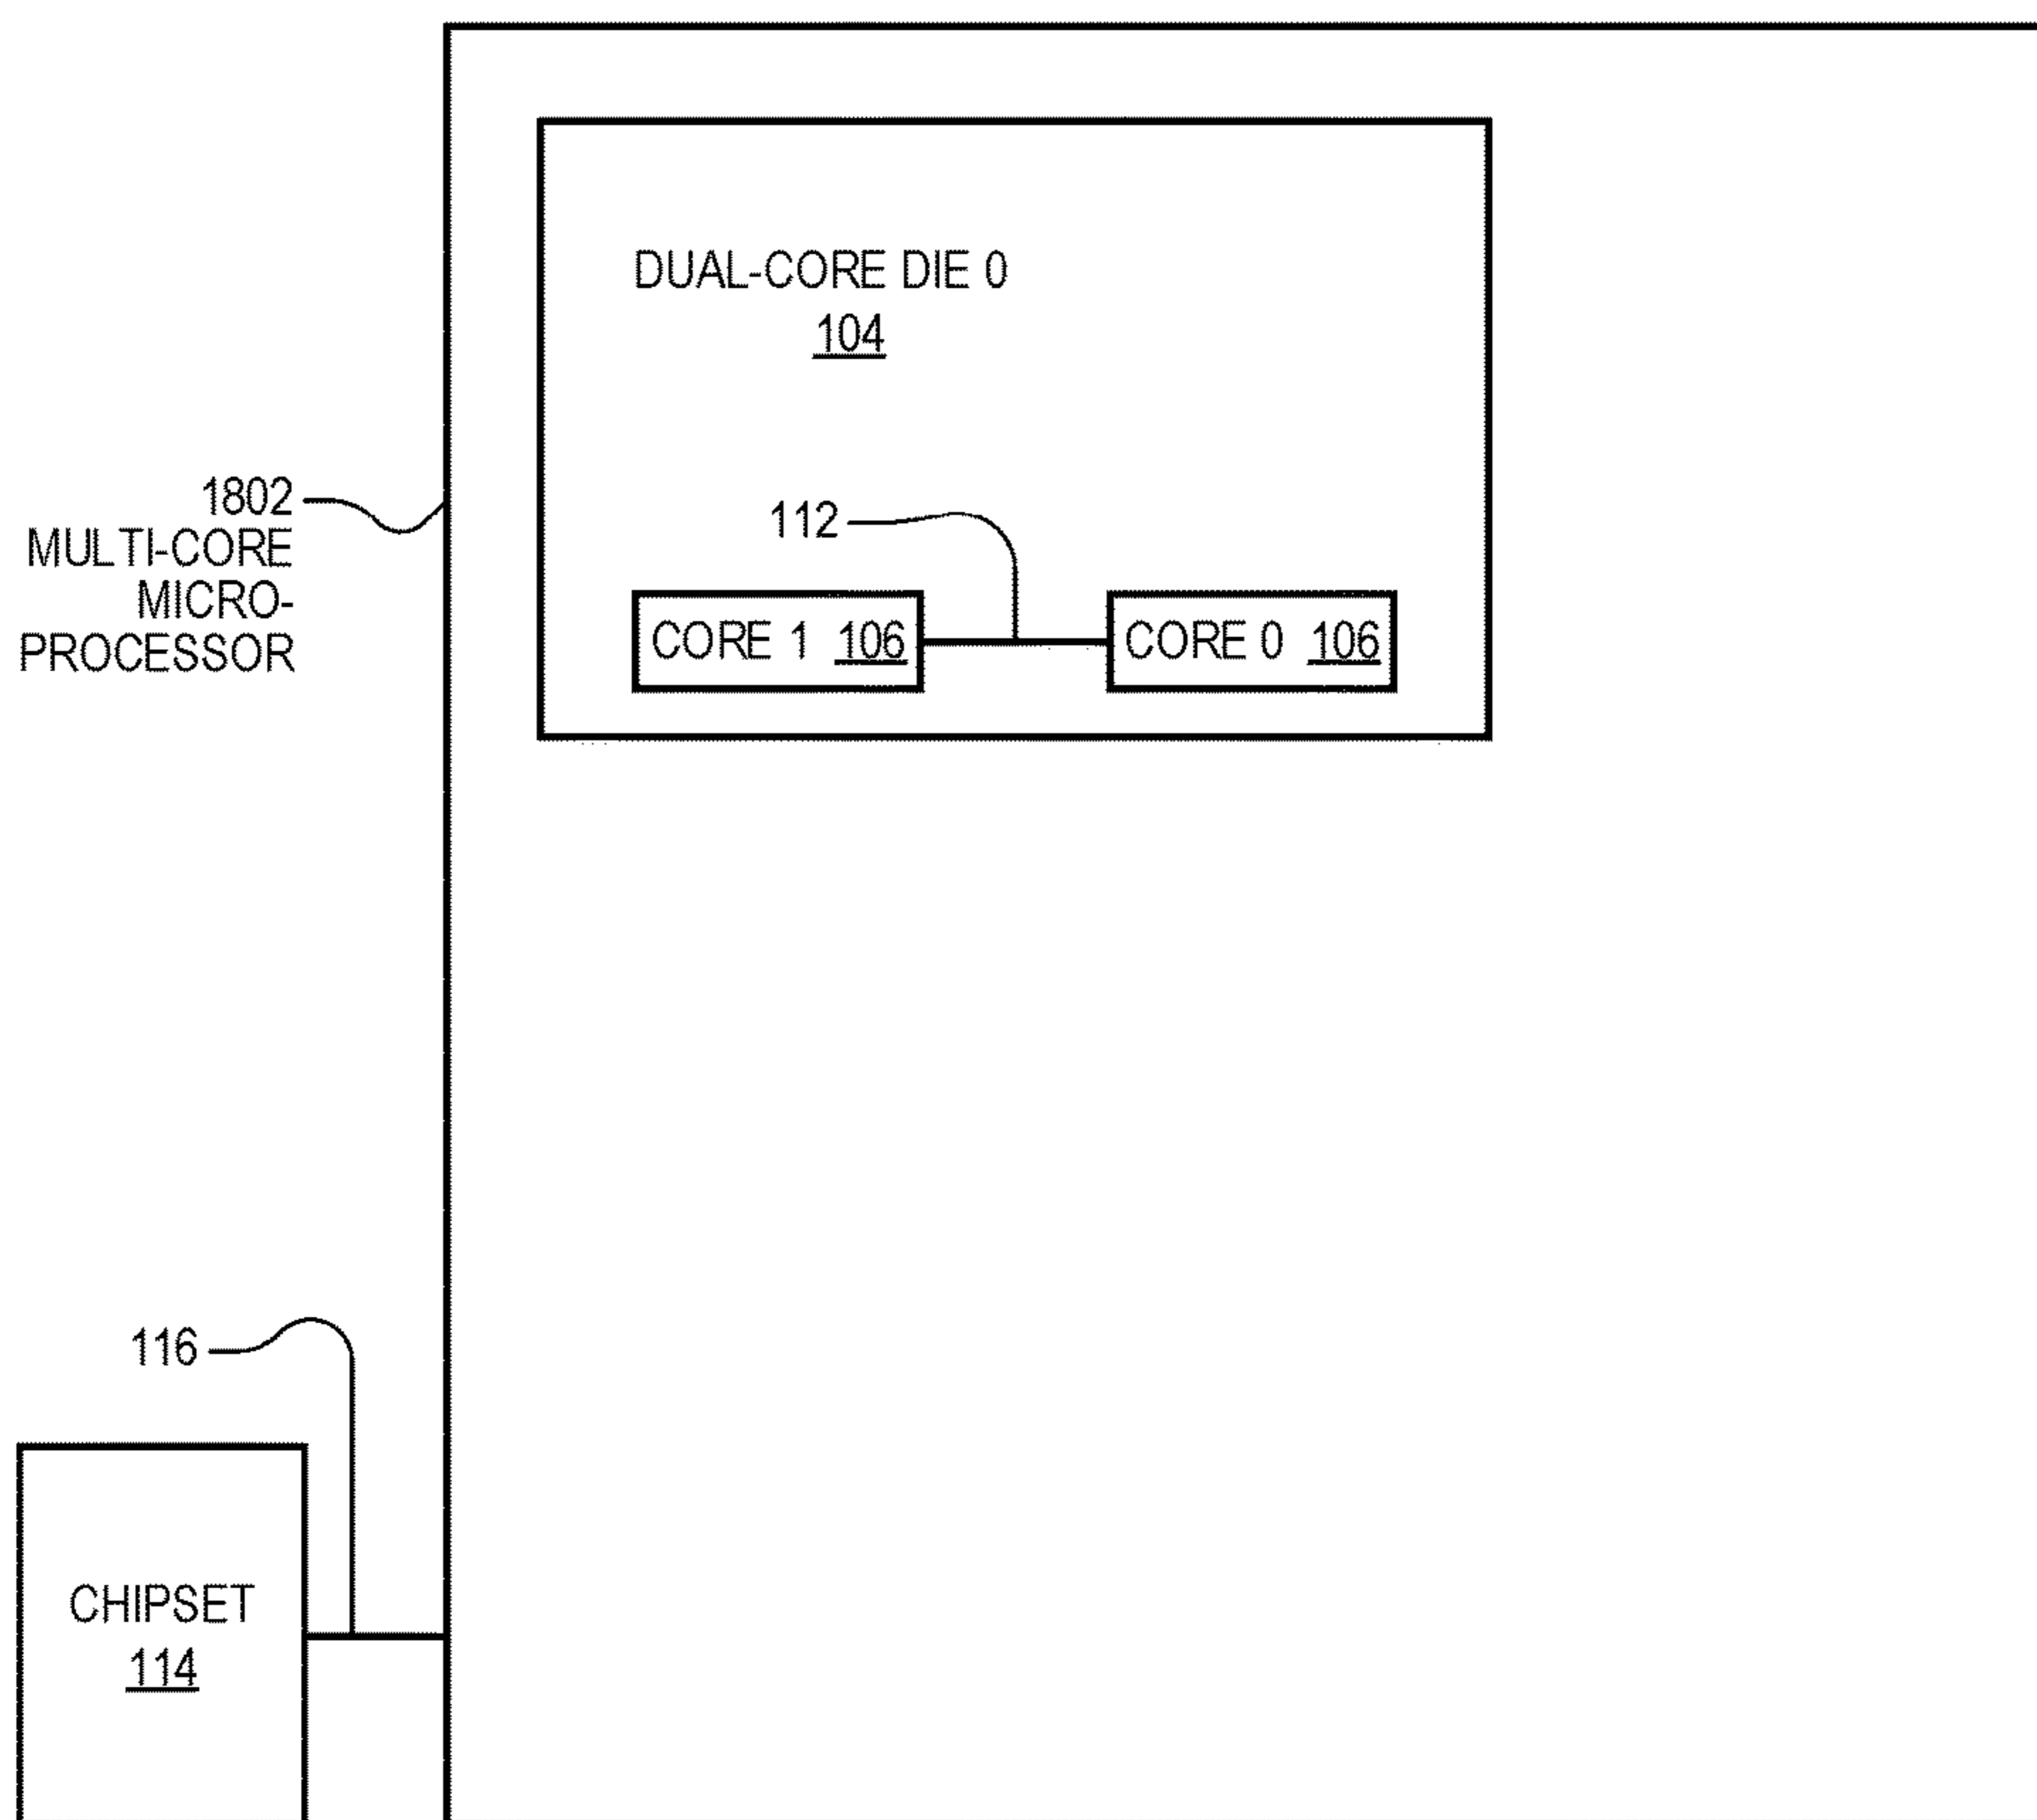 DUAL-CORE DIE 0
104
1802
MULTI-CORE
MICRO-
PROCESSOR
112
CORE 1 106
CORE 0 106
116
CHIPSET
114